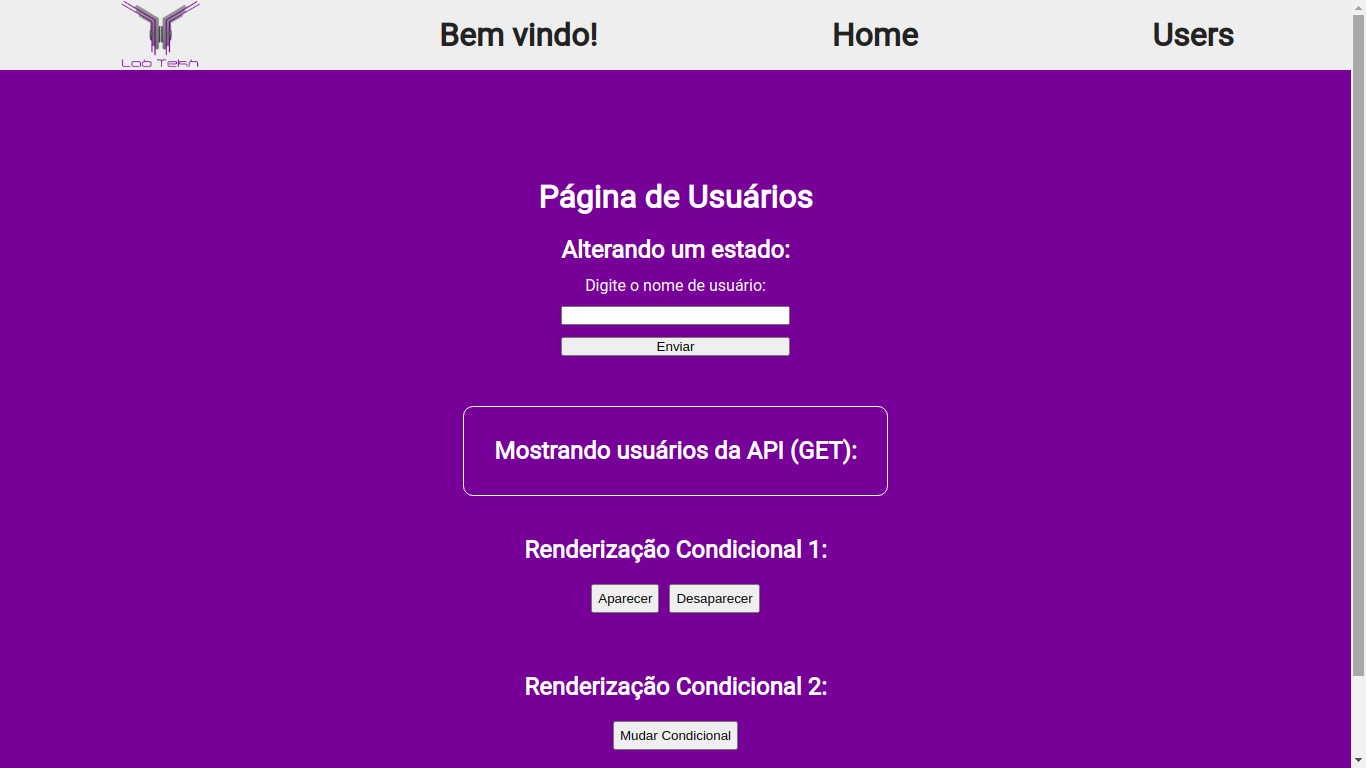 Lab Tekh
Bem vindo!
Home
Users
Página de Usuários
Alterando um estado:
Digite o nome de usuário:
Enviar
Mostrando usuários da API (GET):
Renderização Condicional 1:
Aparecer
Desaparecer
Renderização Condicional 2:
Mudar Condicional